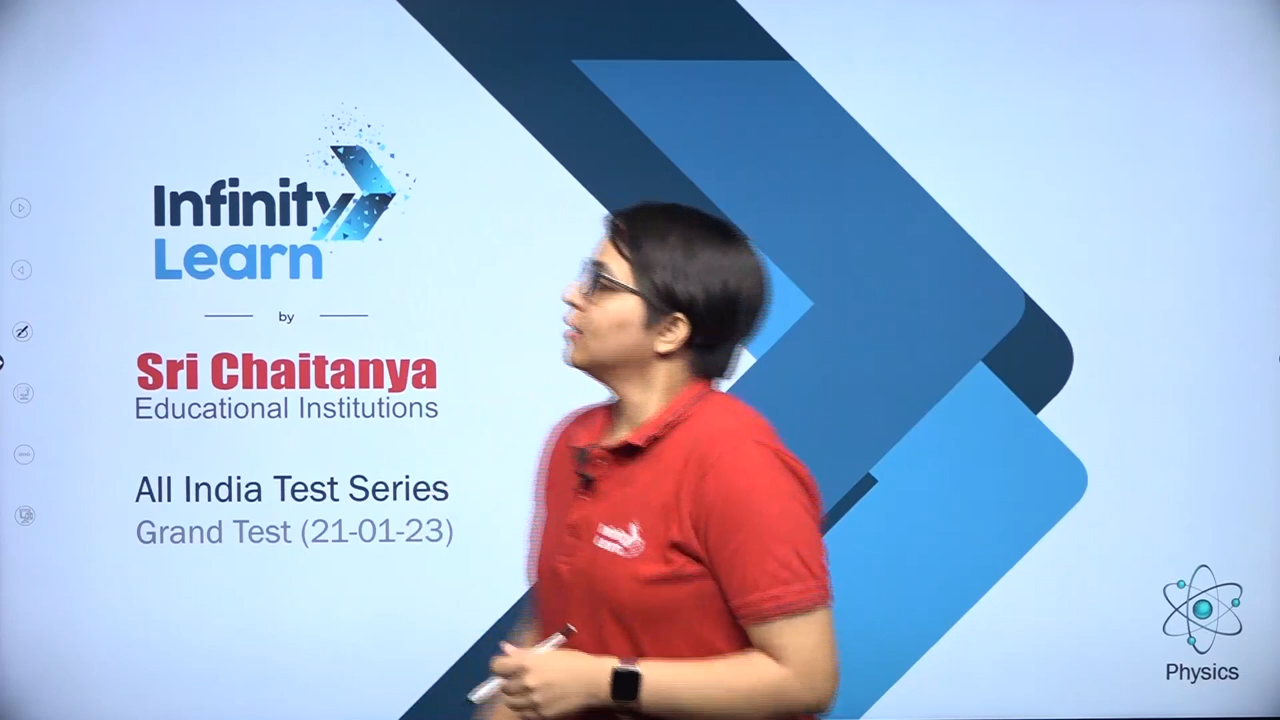 Infinity
Learn
by
Sri Chaitanya
Educational Institutions
All India Test Series
Grand Test (21-01-23)
Physics